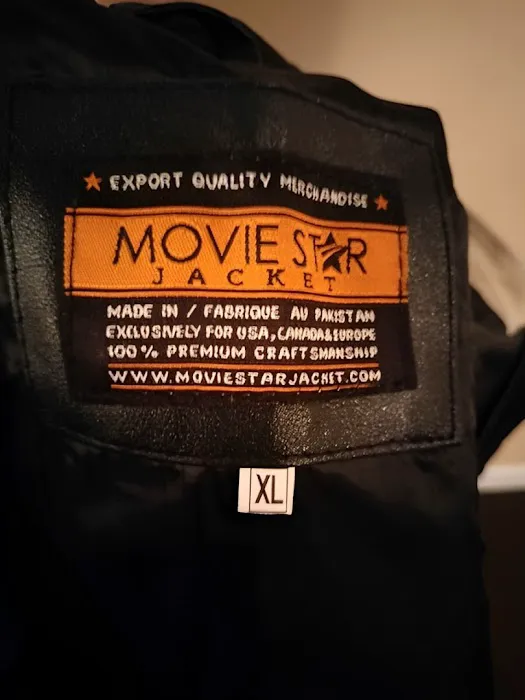 ★ EXPORT QUALITY MERCHANDISE ★
MOVIE ST★R
JACKET
MADE IN / FABRIQUE AU PAKISTAN
EXCLUSIVELY FOR USA, CANADA & EUROPE
100% PREMIUM CRAFTSMANSHIP
WWW.MOVIESTARJACKET.COM
XL